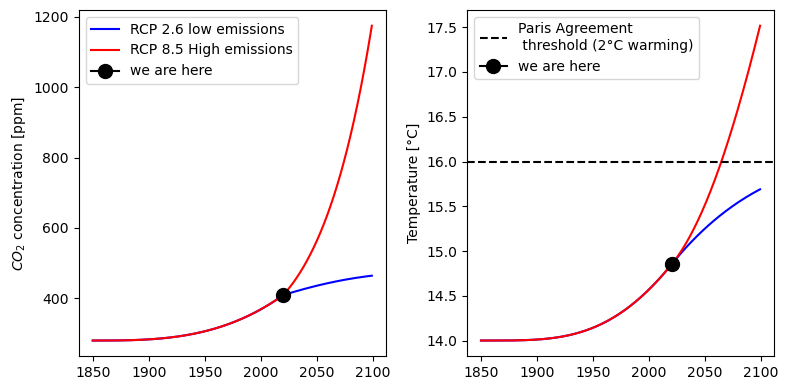 1200
1000
800
600
400
CO₂ concentration [ppm]
RCP 2.6 low emissions
RCP 8.5 High emissions
we are here
1850 1900 1950 2000 2050 2100
17.5
17.0
16.5
16.0
15.5
15.0
14.5
14.0
Temperature [°C]
Paris Agreement
threshold (2°C warming)
we are here
1850 1900 1950 2000 2050 2100